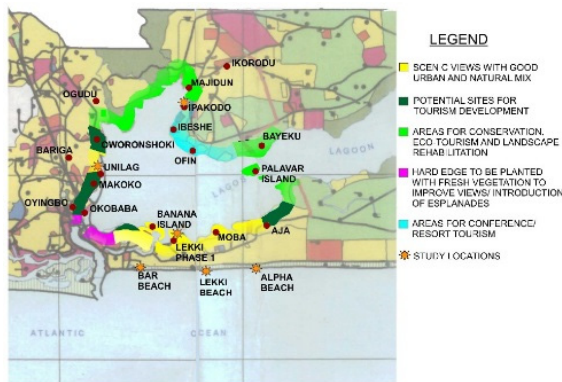 IKORODU
MAJIDUN
OGUDU
IPAKODO
IBESHE
OWORONSHOKI
BAYEKU
BARIGA
OFIN
LAGOON
UNILAG
PALAVAR
ISLAND
LAGOS
MAKOKO
OYINGBO
OKOBABA
BANANA
ISLAND
MOBA
AJA
LEKKI
PHASE 1
BAR
BEACH
LEKKI
BEACH
ALPHA
BEACH
ATLANTIC
OCEAN
LEGEND
SCENIC VIEWS WITH GOOD
URBAN AND NATURAL MIX
POTENTIAL SITES FOR
TOURISM DEVELOPMENT
AREAS FOR CONSERVATION,
ECO TOURISM AND LANDSCAPE
REHABILITATION
HARD EDGE TO BE PLANTED
WITH FRESH VEGETATION TO
IMPROVE VIEWS/ INTRODUCTION
OF ESPLANADES
AREAS FOR CONFERENCE/
RESORT TOURISM
STUDY LOCATIONS